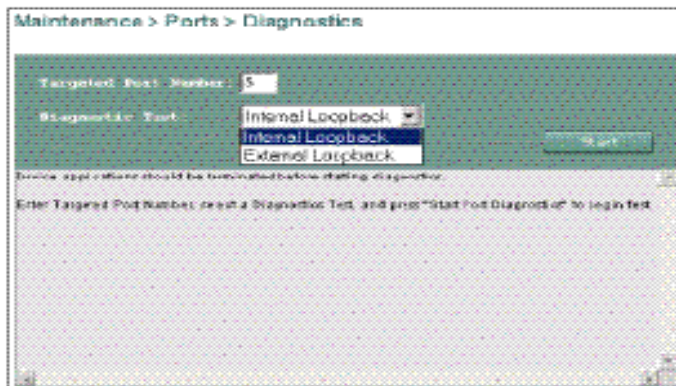 Maintenance > Ports > Diagnostics
Targeted Port Number: 5
Diagnostic Test: Internal Loopback
Internal Loopback
External Loopback
Start
Device applications should be terminated before starting diagnostics.
Enter Targeted Port Number, select a Diagnostics Test, and press "Start Port Diagnostics" to begin test